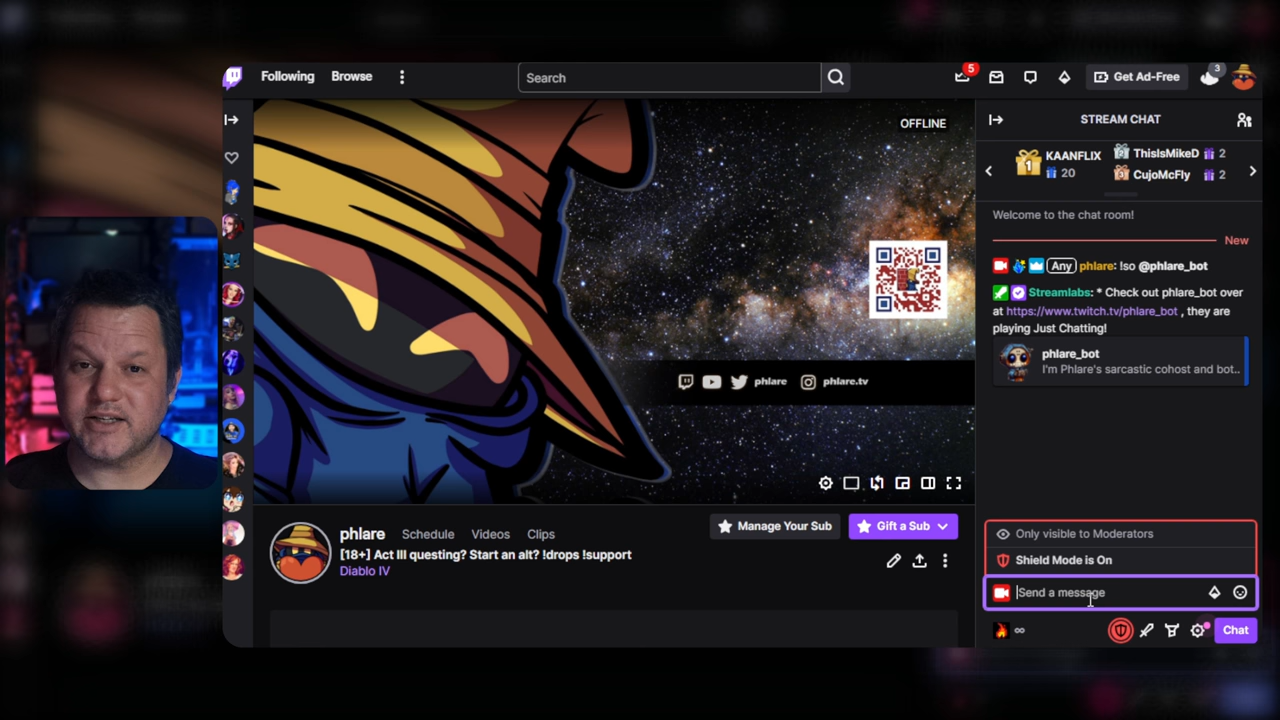 Following
Browse
Search
5
Get Ad-Free
3
OFFLINE
phlare
phlare.tv
phlare
Schedule
Videos
Clips
Manage Your Sub
Gift a Sub
[18+] Act III questing? Start an alt? !drops !support
Diablo IV
STREAM CHAT
1
KAANFLIX
20
ThisIsMikeD
2
CujoMcFly
2
Welcome to the chat room!
New
Any phlare: !so @phlare_bot
Streamlabs: * Check out phlare_bot over
at https://www.twitch.tv/phlare_bot , they are
playing Just Chatting!
phlare_bot
I'm Phlare's sarcastic cohost and bot..
Only visible to Moderators
Shield Mode is On
Send a message
∞
Chat